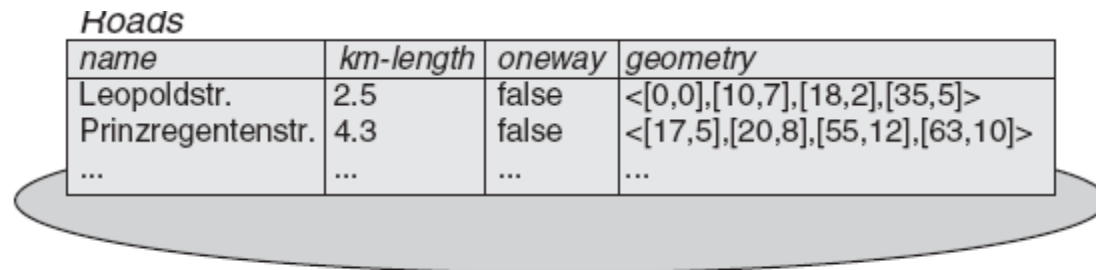 Roads
name km-length oneway geometry
Leopoldstr. 2.5 false <[0,0],[10,7],[18,2],[35,5]>
Prinzregentenstr. 4.3 false <[17,5],[20,8],[55,12],[63,10]>
... ... ... ...